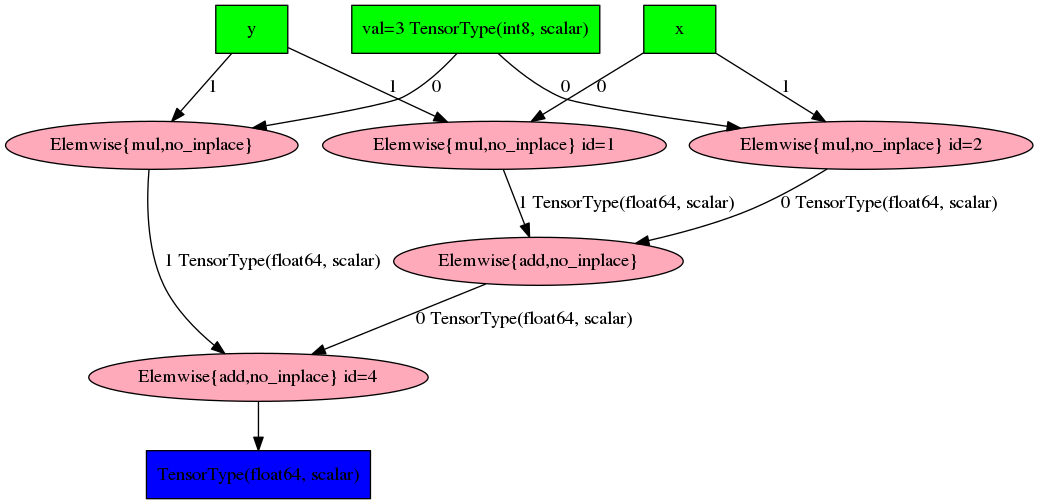 y
val=3 TensorType(int8, scalar)
x
1
1
0
0
0
1
Elemwise{mul,no_inplace}
Elemwise{mul,no_inplace} id=1
Elemwise{mul,no_inplace} id=2
1 TensorType(float64, scalar)
0 TensorType(float64, scalar)
1 TensorType(float64, scalar)
Elemwise{add,no_inplace}
0 TensorType(float64, scalar)
Elemwise{add,no_inplace} id=4
TensorType(float64, scalar)